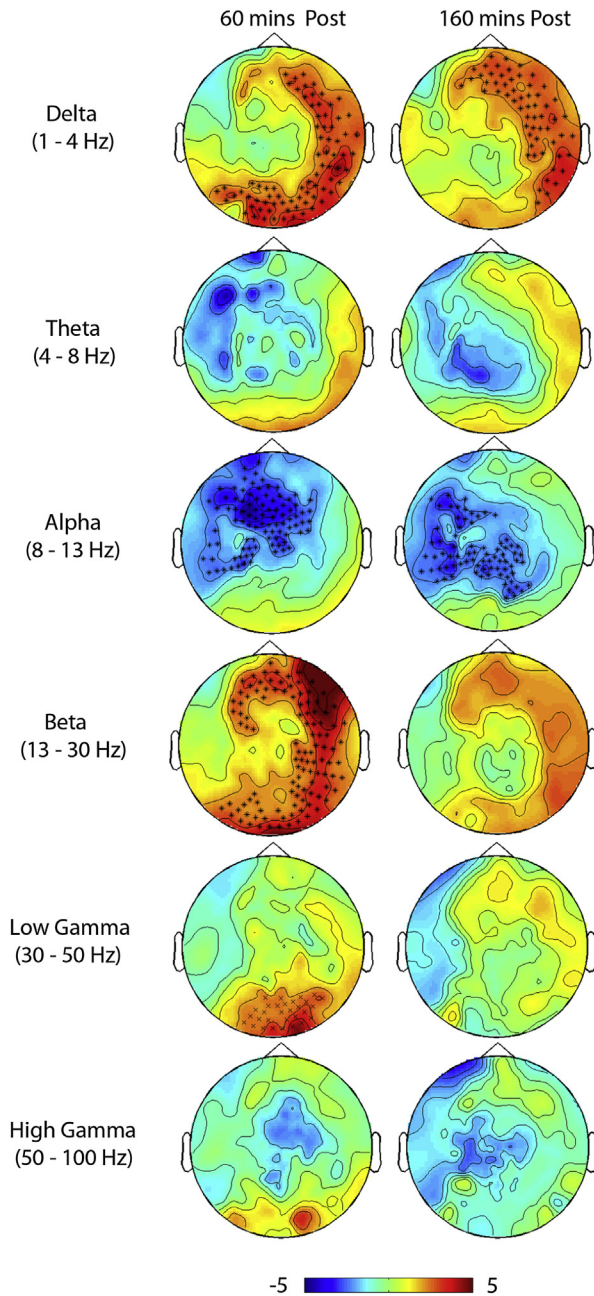 60 mins Post
160 mins Post
Delta
(1 - 4 Hz)
Theta
(4 - 8 Hz)
Alpha
(8 - 13 Hz)
Beta
(13 - 30 Hz)
Low Gamma
(30 - 50 Hz)
High Gamma
(50 - 100 Hz)
-5
5